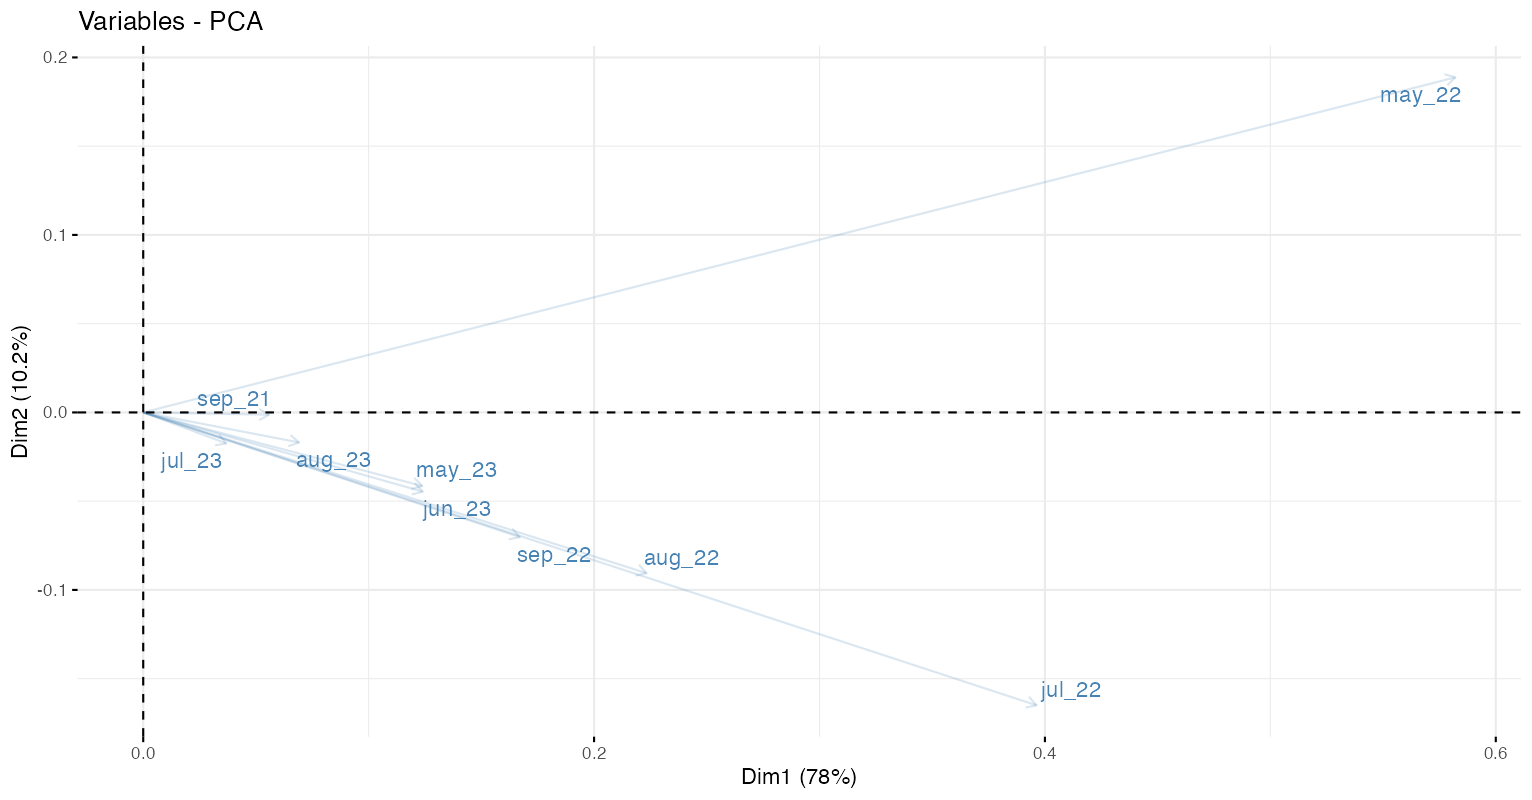 Variables - PCA
0.2
may_22
0.1
Dim2 (10.2%)
sep_21
0.0
jul_23
aug_23
may_23
jun_23
sep_22
aug_22
-0.1
jul_22
0.0
0.2
0.4
0.6
Dim1 (78%)